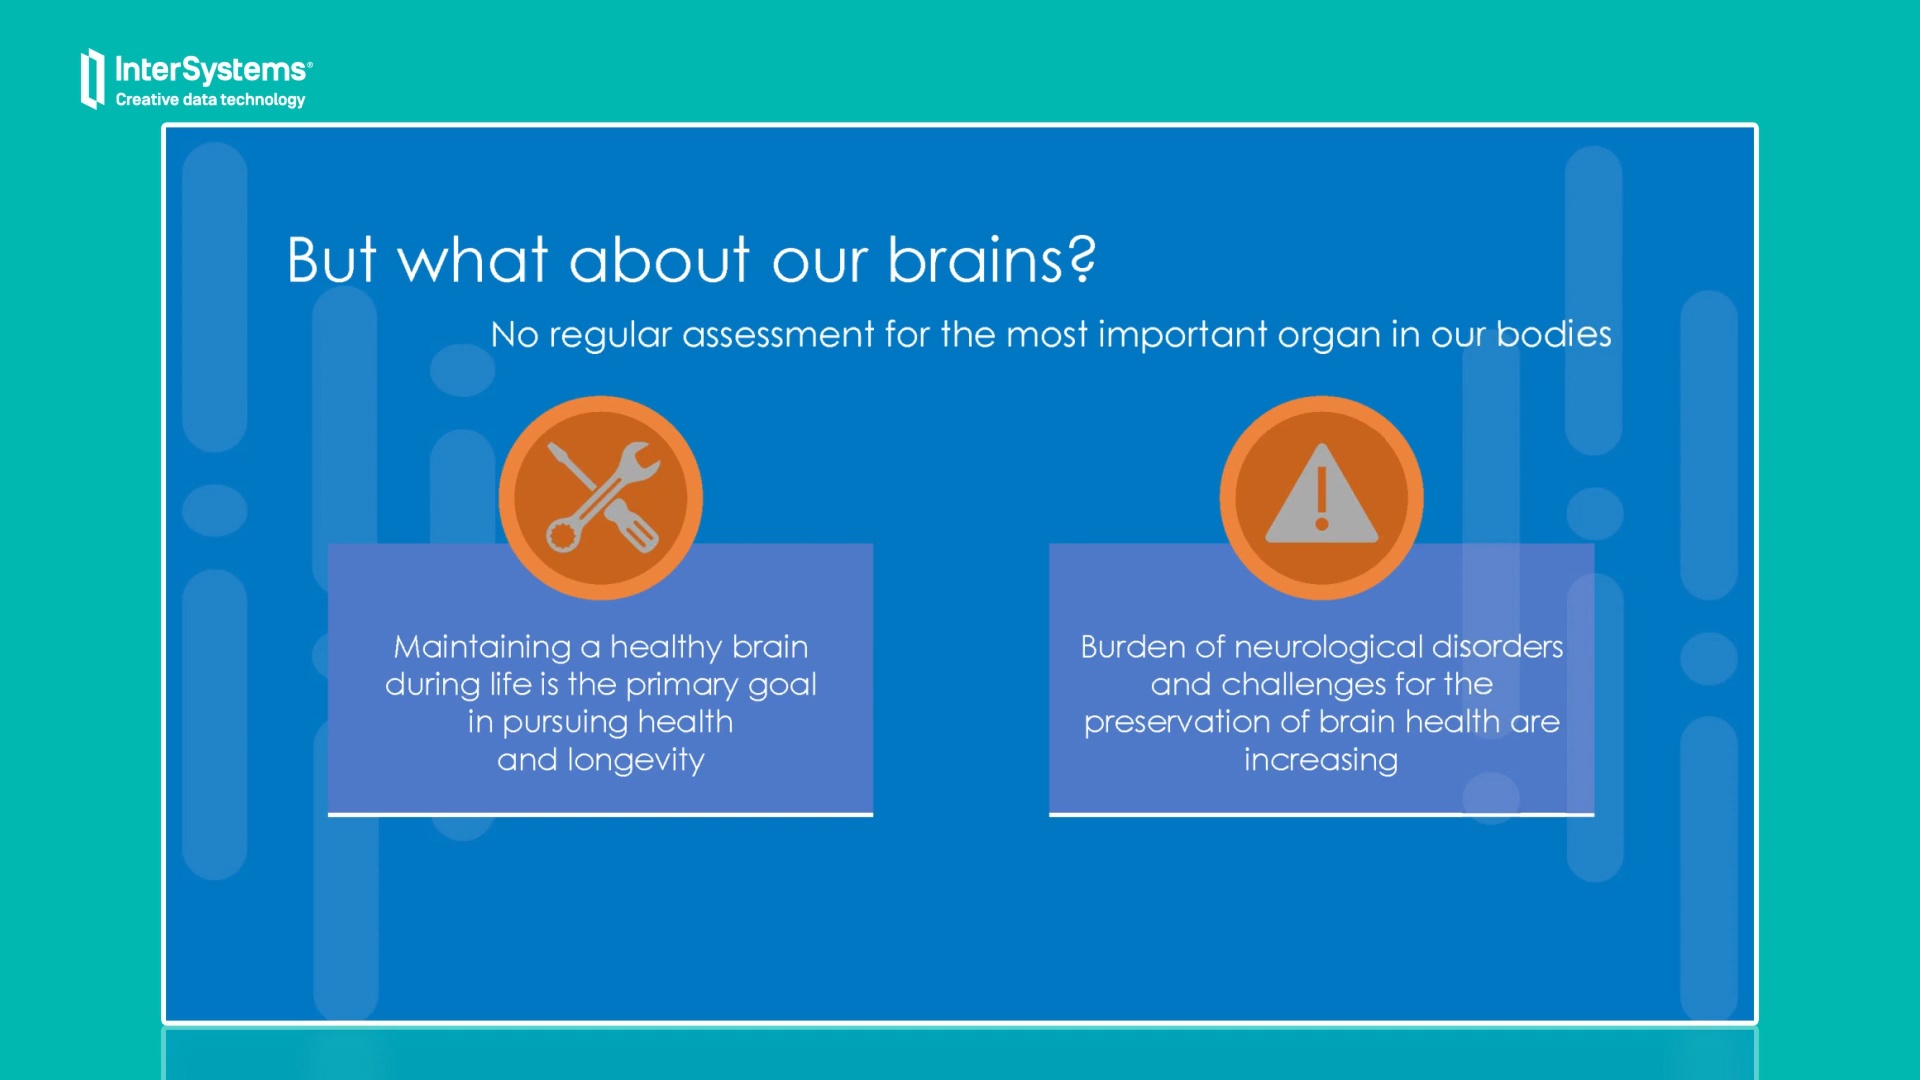 InterSystems®
Creative data technology
But what about our brains?
No regular assessment for the most important organ in our bodies
Maintaining a healthy brain
during life is the primary goal
in pursuing health
and longevity
Burden of neurological disorders
and challenges for the
preservation of brain health are
increasing